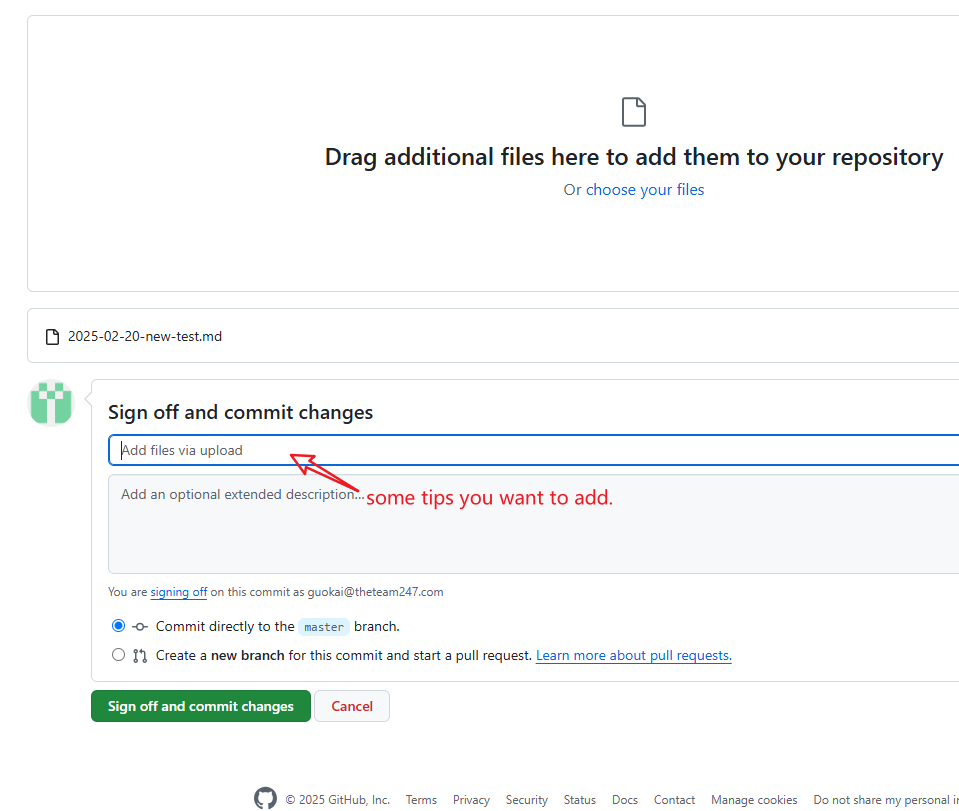 Drag additional files here to add them to your repository
Or choose your files
2025-02-20-new-test.md
Sign off and commit changes
Add files via upload
Add an optional extended description...
some tips you want to add.
You are signing off on this commit as guokai@theteam247.com
Commit directly to the master branch.
Create a new branch for this commit and start a pull request. Learn more about pull requests.
Sign off and commit changes Cancel
© 2025 GitHub, Inc. Terms Privacy Security Status Docs Contact Manage cookies Do not share my personal